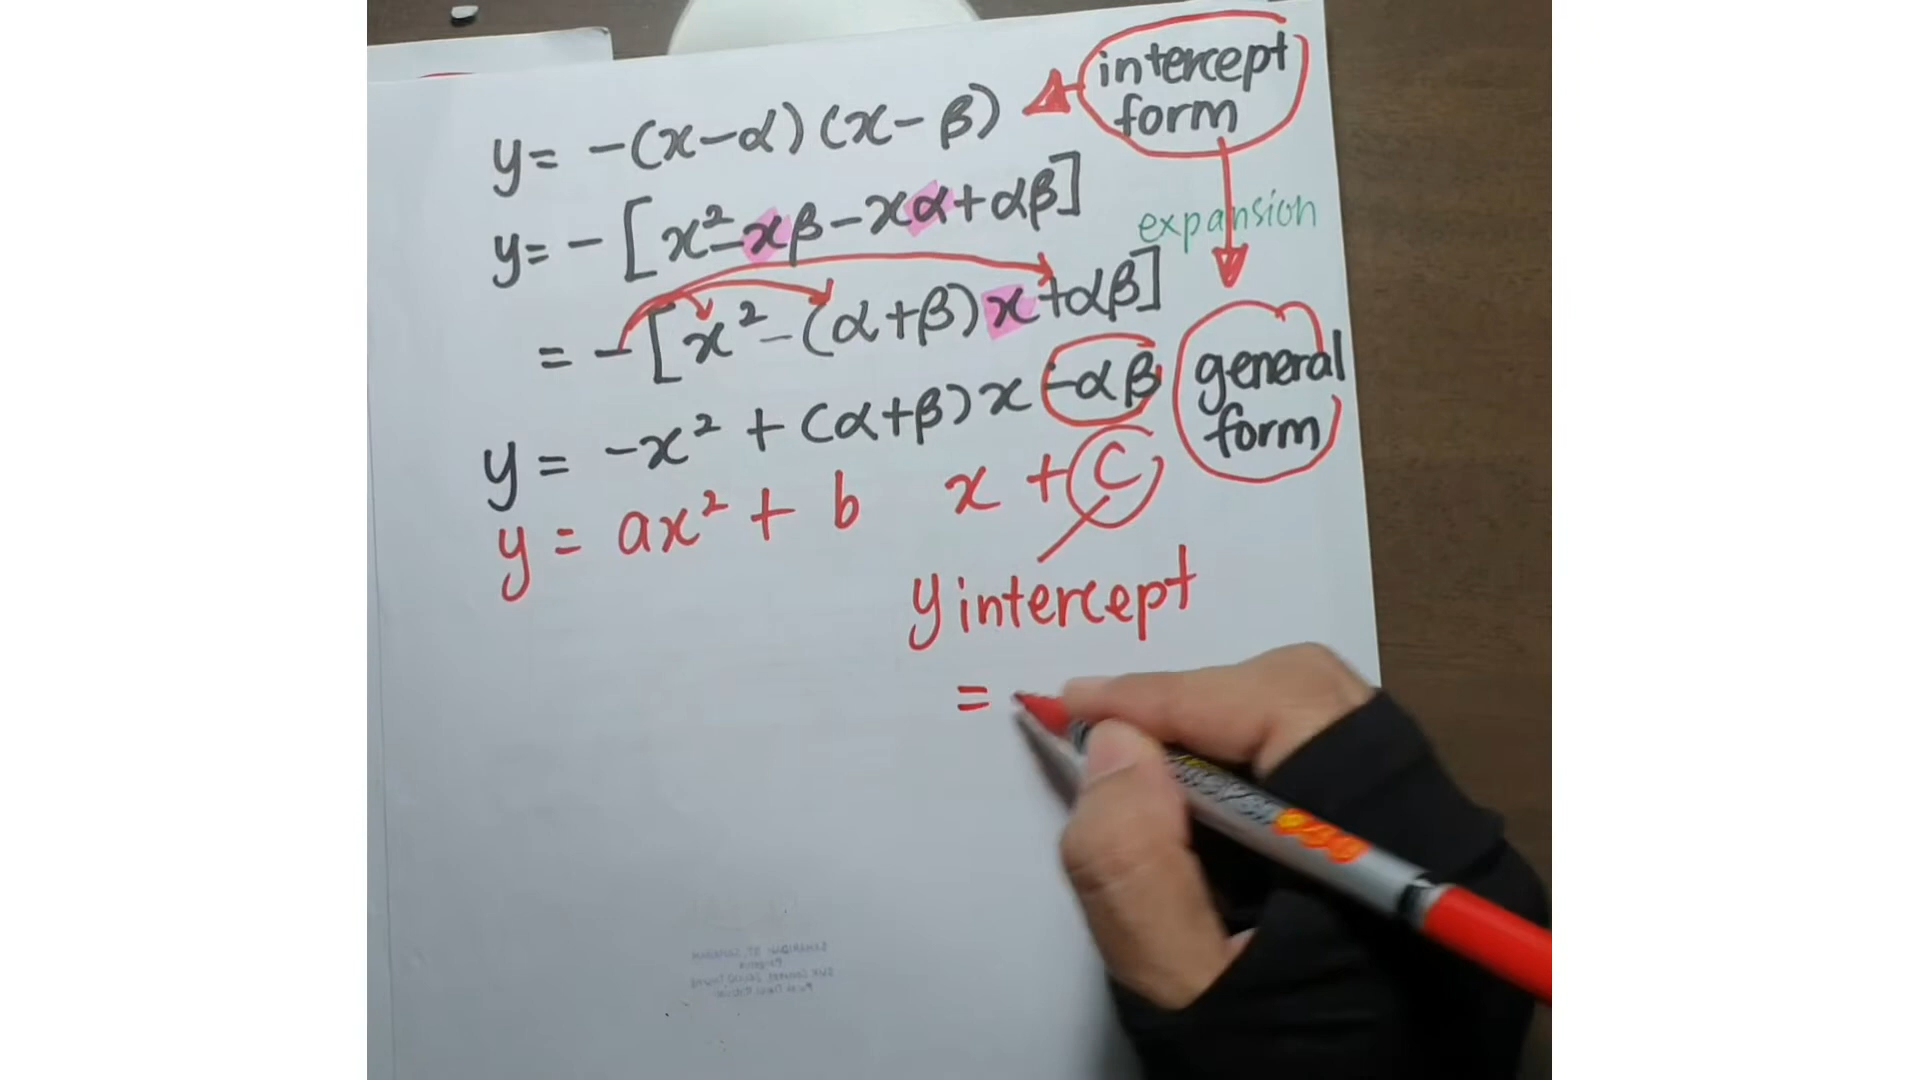 intercept
form
y = -(x-α)(x-β)
y = -[x²-xβ-xα+αβ]
expansion
= -[x²-(α+β)x+αβ]
general
form
y = -x² + (α+β)x -αβ
y = ax² + b x + C
y intercept
=